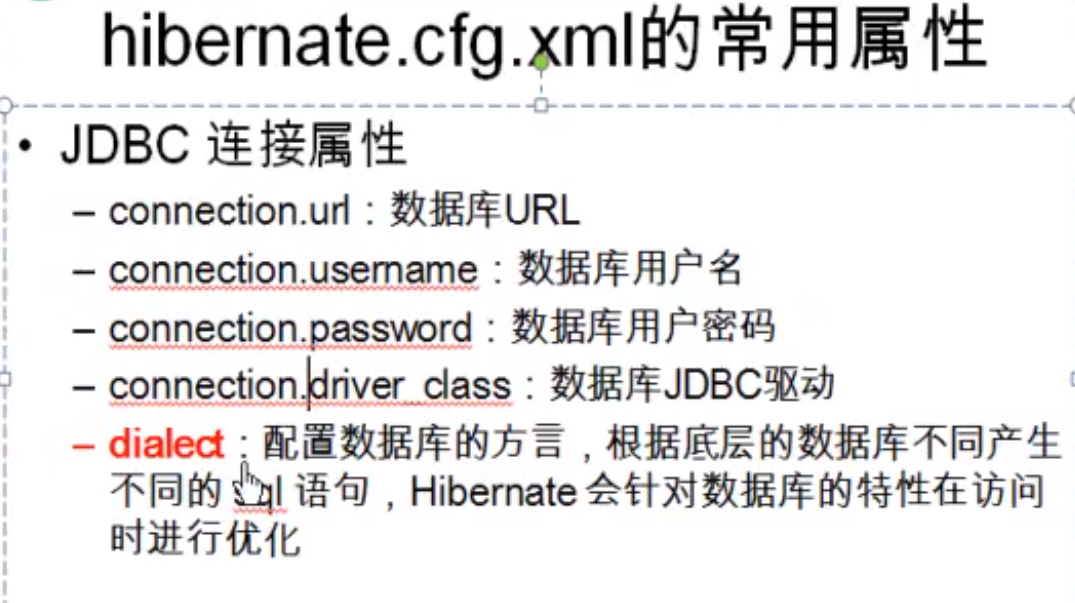 hibernate.cfg.xml的常用属性
• JDBC 连接属性
– connection.url：数据库URL
– connection.username：数据库用户名
– connection.password：数据库用户密码
– connection.driver_class：数据库JDBC驱动
– dialect：配置数据库的方言，根据底层的数据库不同产生
不同的 sql 语句，Hibernate 会针对数据库的特性在访问
时进行优化